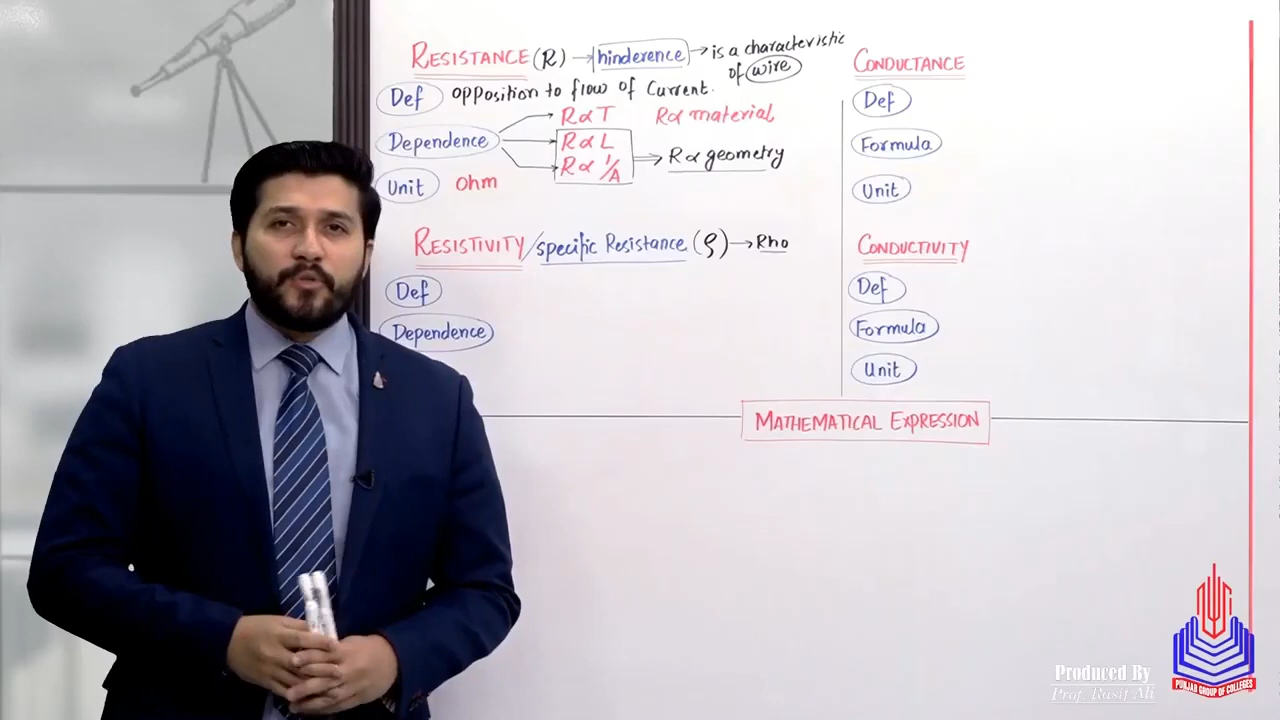 RESISTANCE (R) → hinderence → is a characteristic
of wire
Def opposition to flow of Current.
Dependence R α T R α material
R α L
R α 1/A → R α geometry
Unit Ohm
RESISTIVITY / specific Resistance (ρ) → Rho
Def
Dependence
CONDUCTANCE
Def
Formula
Unit
CONDUCTIVITY
Def
Formula
Unit
MATHEMATICAL EXPRESSION
Produced By
Prof. Rasif Ali
PUNJAB GROUP OF COLLEGES